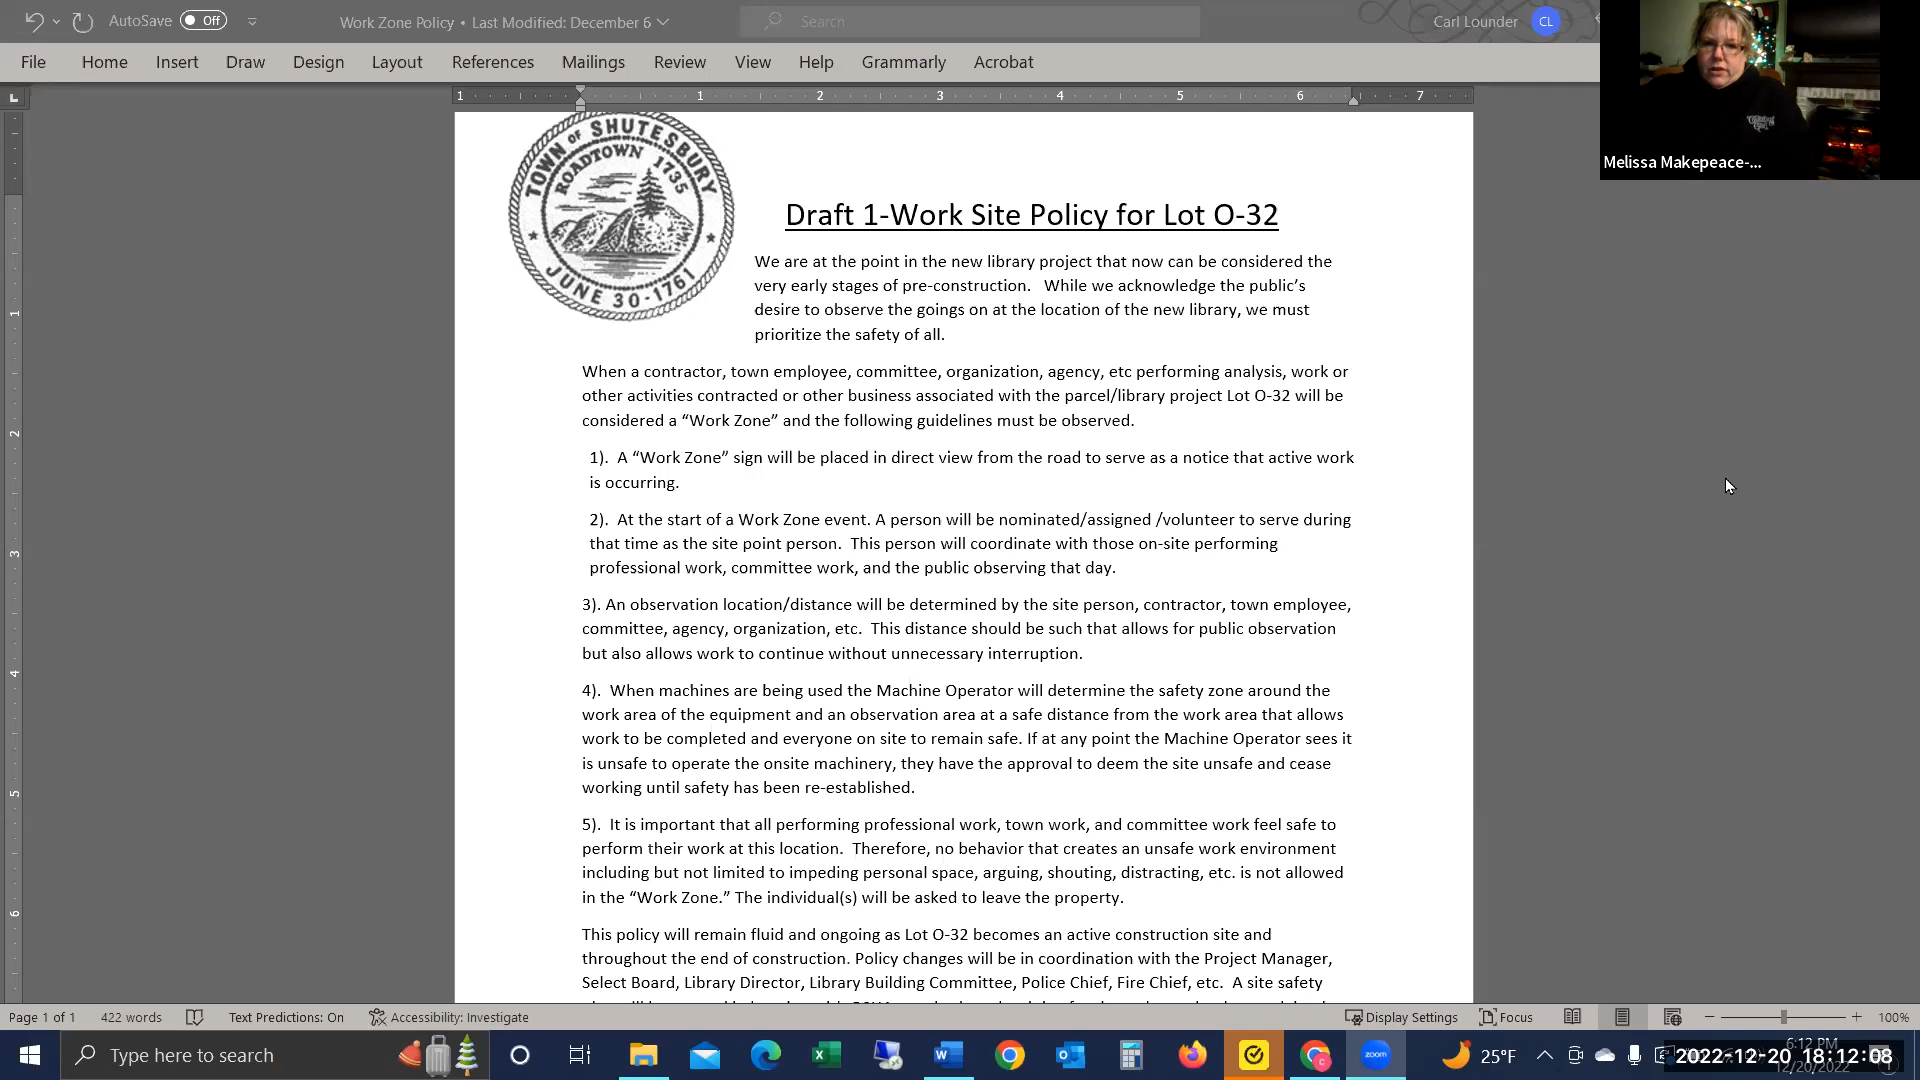 AutoSave Off Work Zone Policy • Last Modified: December 6 Search Carl Lounder CL
File Home Insert Draw Design Layout References Mailings Review View Help Grammarly Acrobat
Melissa Makepeace-...
1 1 2 3 4 5 6 7
TOWN OF SHUTESBURY
ROADTOWN 1735
JUNE 30-1761
Draft 1-Work Site Policy for Lot O-32
We are at the point in the new library project that now can be considered the
very early stages of pre-construction. While we acknowledge the public’s
desire to observe the goings on at the location of the new library, we must
prioritize the safety of all.
When a contractor, town employee, committee, organization, agency, etc performing analysis, work or
other activities contracted or other business associated with the parcel/library project Lot O-32 will be
considered a “Work Zone” and the following guidelines must be observed.
1). A “Work Zone” sign will be placed in direct view from the road to serve as a notice that active work
is occurring.
2). At the start of a Work Zone event. A person will be nominated/assigned /volunteer to serve during
that time as the site point person. This person will coordinate with those on-site performing
professional work, committee work, and the public observing that day.
3). An observation location/distance will be determined by the site person, contractor, town employee,
committee, agency, organization, etc. This distance should be such that allows for public observation
but also allows work to continue without unnecessary interruption.
4). When machines are being used the Machine Operator will determine the safety zone around the
work area of the equipment and an observation area at a safe distance from the work area that allows
work to be completed and everyone on site to remain safe. If at any point the Machine Operator sees it
is unsafe to operate the onsite machinery, they have the approval to deem the site unsafe and cease
working until safety has been re-established.
5). It is important that all performing professional work, town work, and committee work feel safe to
perform their work at this location. Therefore, no behavior that creates an unsafe work environment
including but not limited to impeding personal space, arguing, shouting, distracting, etc. is not allowed
in the “Work Zone.” The individual(s) will be asked to leave the property.
This policy will remain fluid and ongoing as Lot O-32 becomes an active construction site and
throughout the end of construction. Policy changes will be in coordination with the Project Manager,
Select Board, Library Director, Library Building Committee, Police Chief, Fire Chief, etc. A site safety
1
2
3
4
5
6
Page 1 of 1 422 words Text Predictions: On Accessibility: Investigate Display Settings Focus 100%
Type here to search zoom 25°F 6:12 PM
12/20/2022
2022-12-20 18:12:08